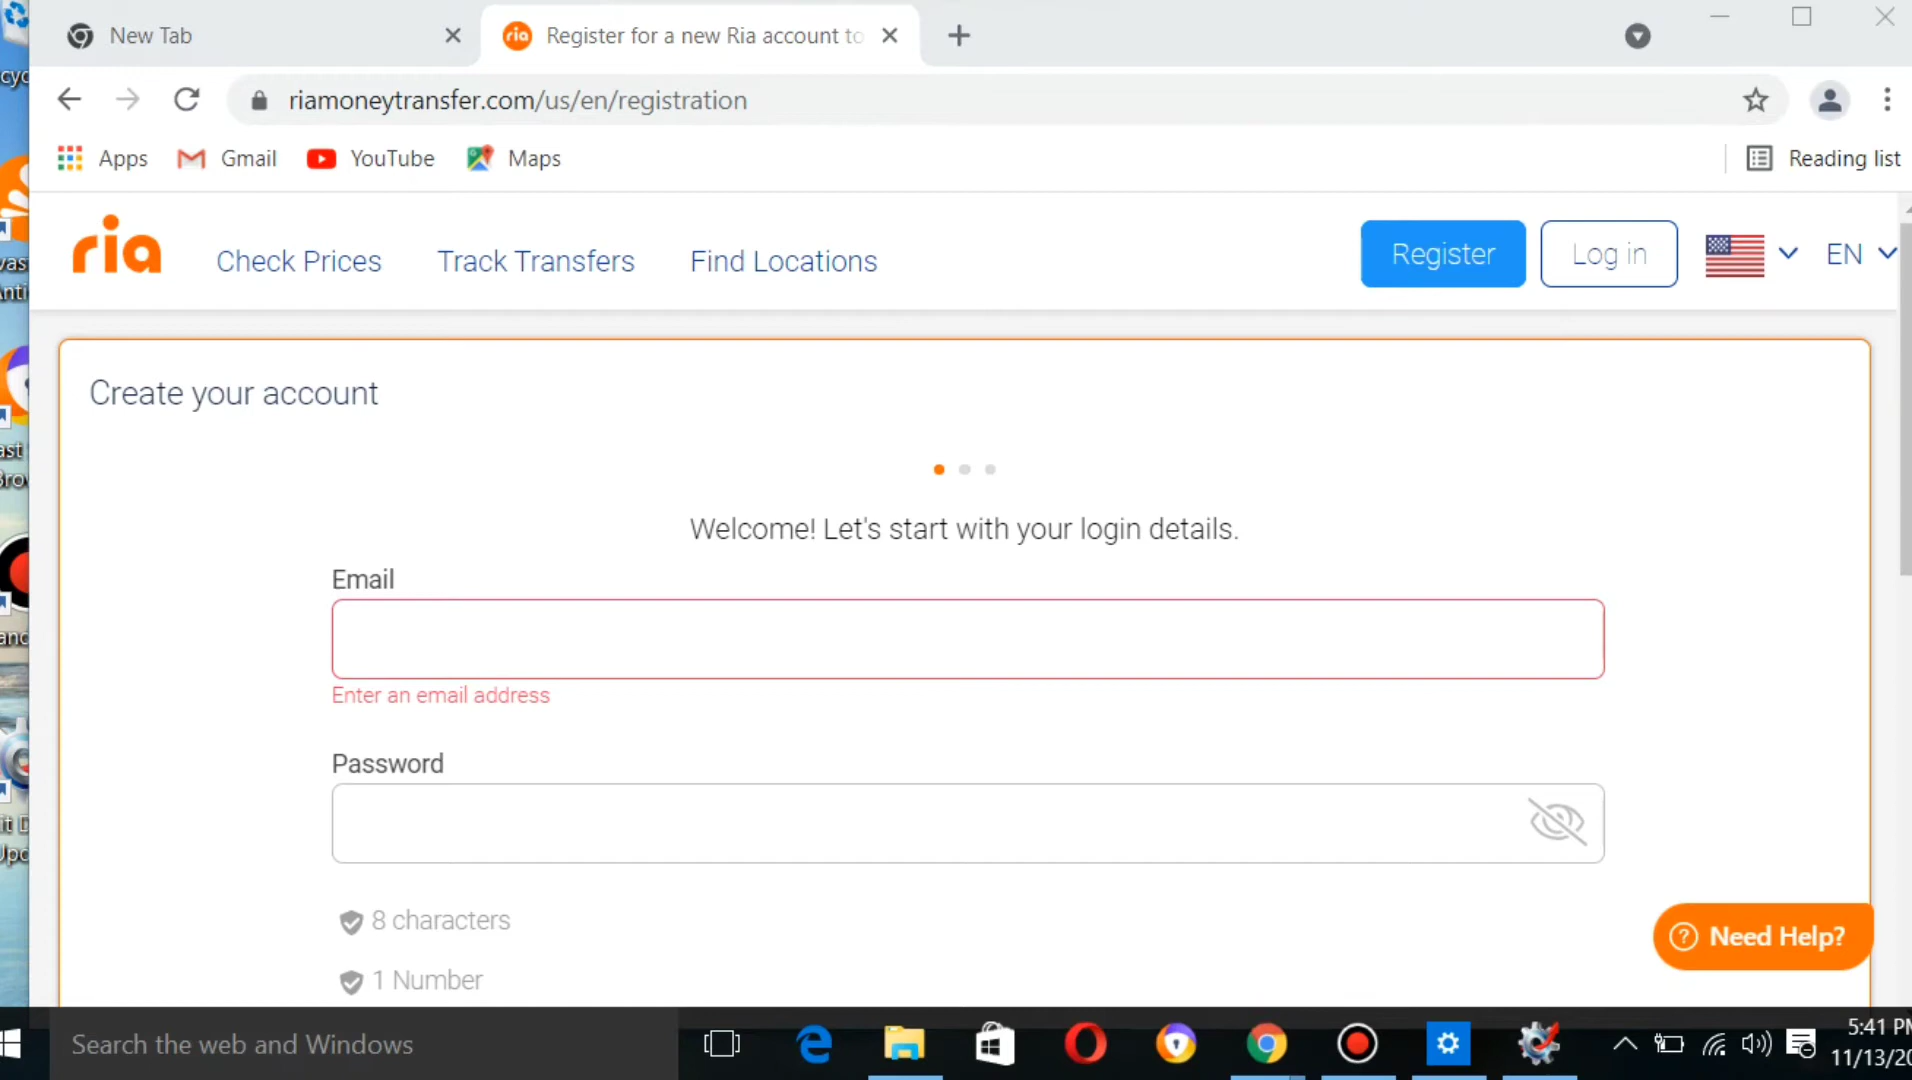 New Tab
ria Register for a new Ria account to
riamoneytransfer.com/us/en/registration
Apps Gmail YouTube Maps Reading list
ria Check Prices Track Transfers Find Locations Register Log in EN
Create your account
Welcome! Let's start with your login details.
Email
Enter an email address
Password
8 characters
1 Number
? Need Help?
Search the web and Windows
5:41 PM
11/13/20